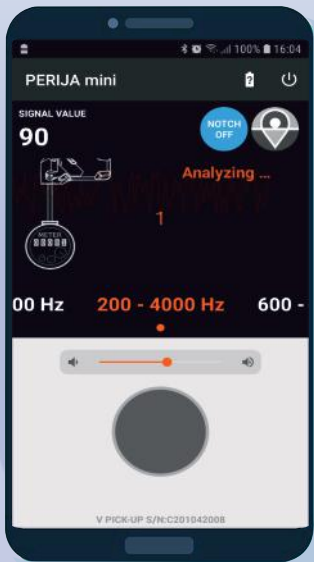 100% 16:04
PERIJA mini
SIGNAL VALUE
90
NOTCH
OFF
Analyzing ...
1
METER
00 Hz 200 - 4000 Hz 600 -
V PICK-UP S/N:C201042008